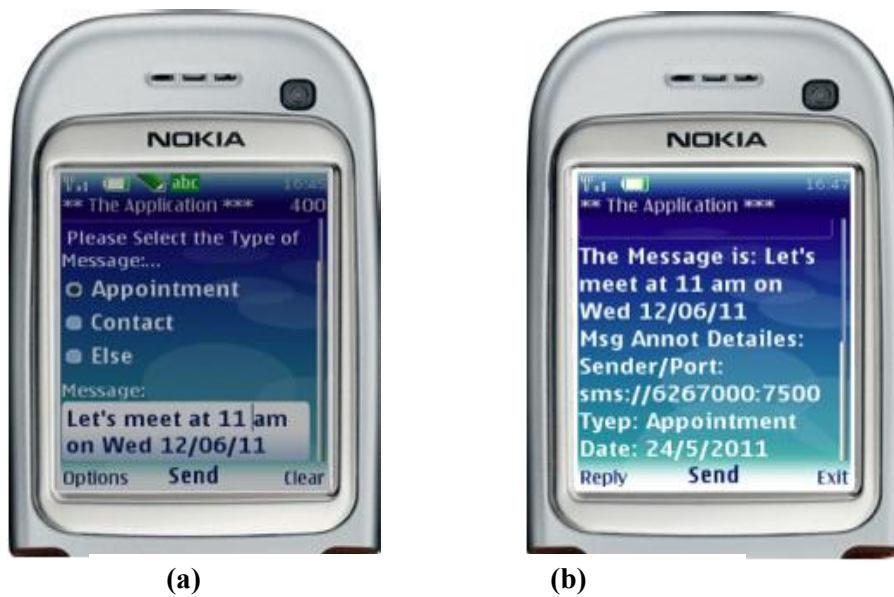 NOKIA
abc 16:45
** The Application *** 400
Please Select the Type of
Message:...
Appointment
Contact
Else
Message:
Let's meet at 11 am
on Wed 12/06/11
Options Send Clear
(a)
NOKIA
16:47
** The Application ***
The Message is: Let's
meet at 11 am on
Wed 12/06/11
Msg Annot Detailes:
Sender/Port:
sms://6267000:7500
Tyep: Appointment
Date: 24/5/2011
Reply Send Exit
(b)